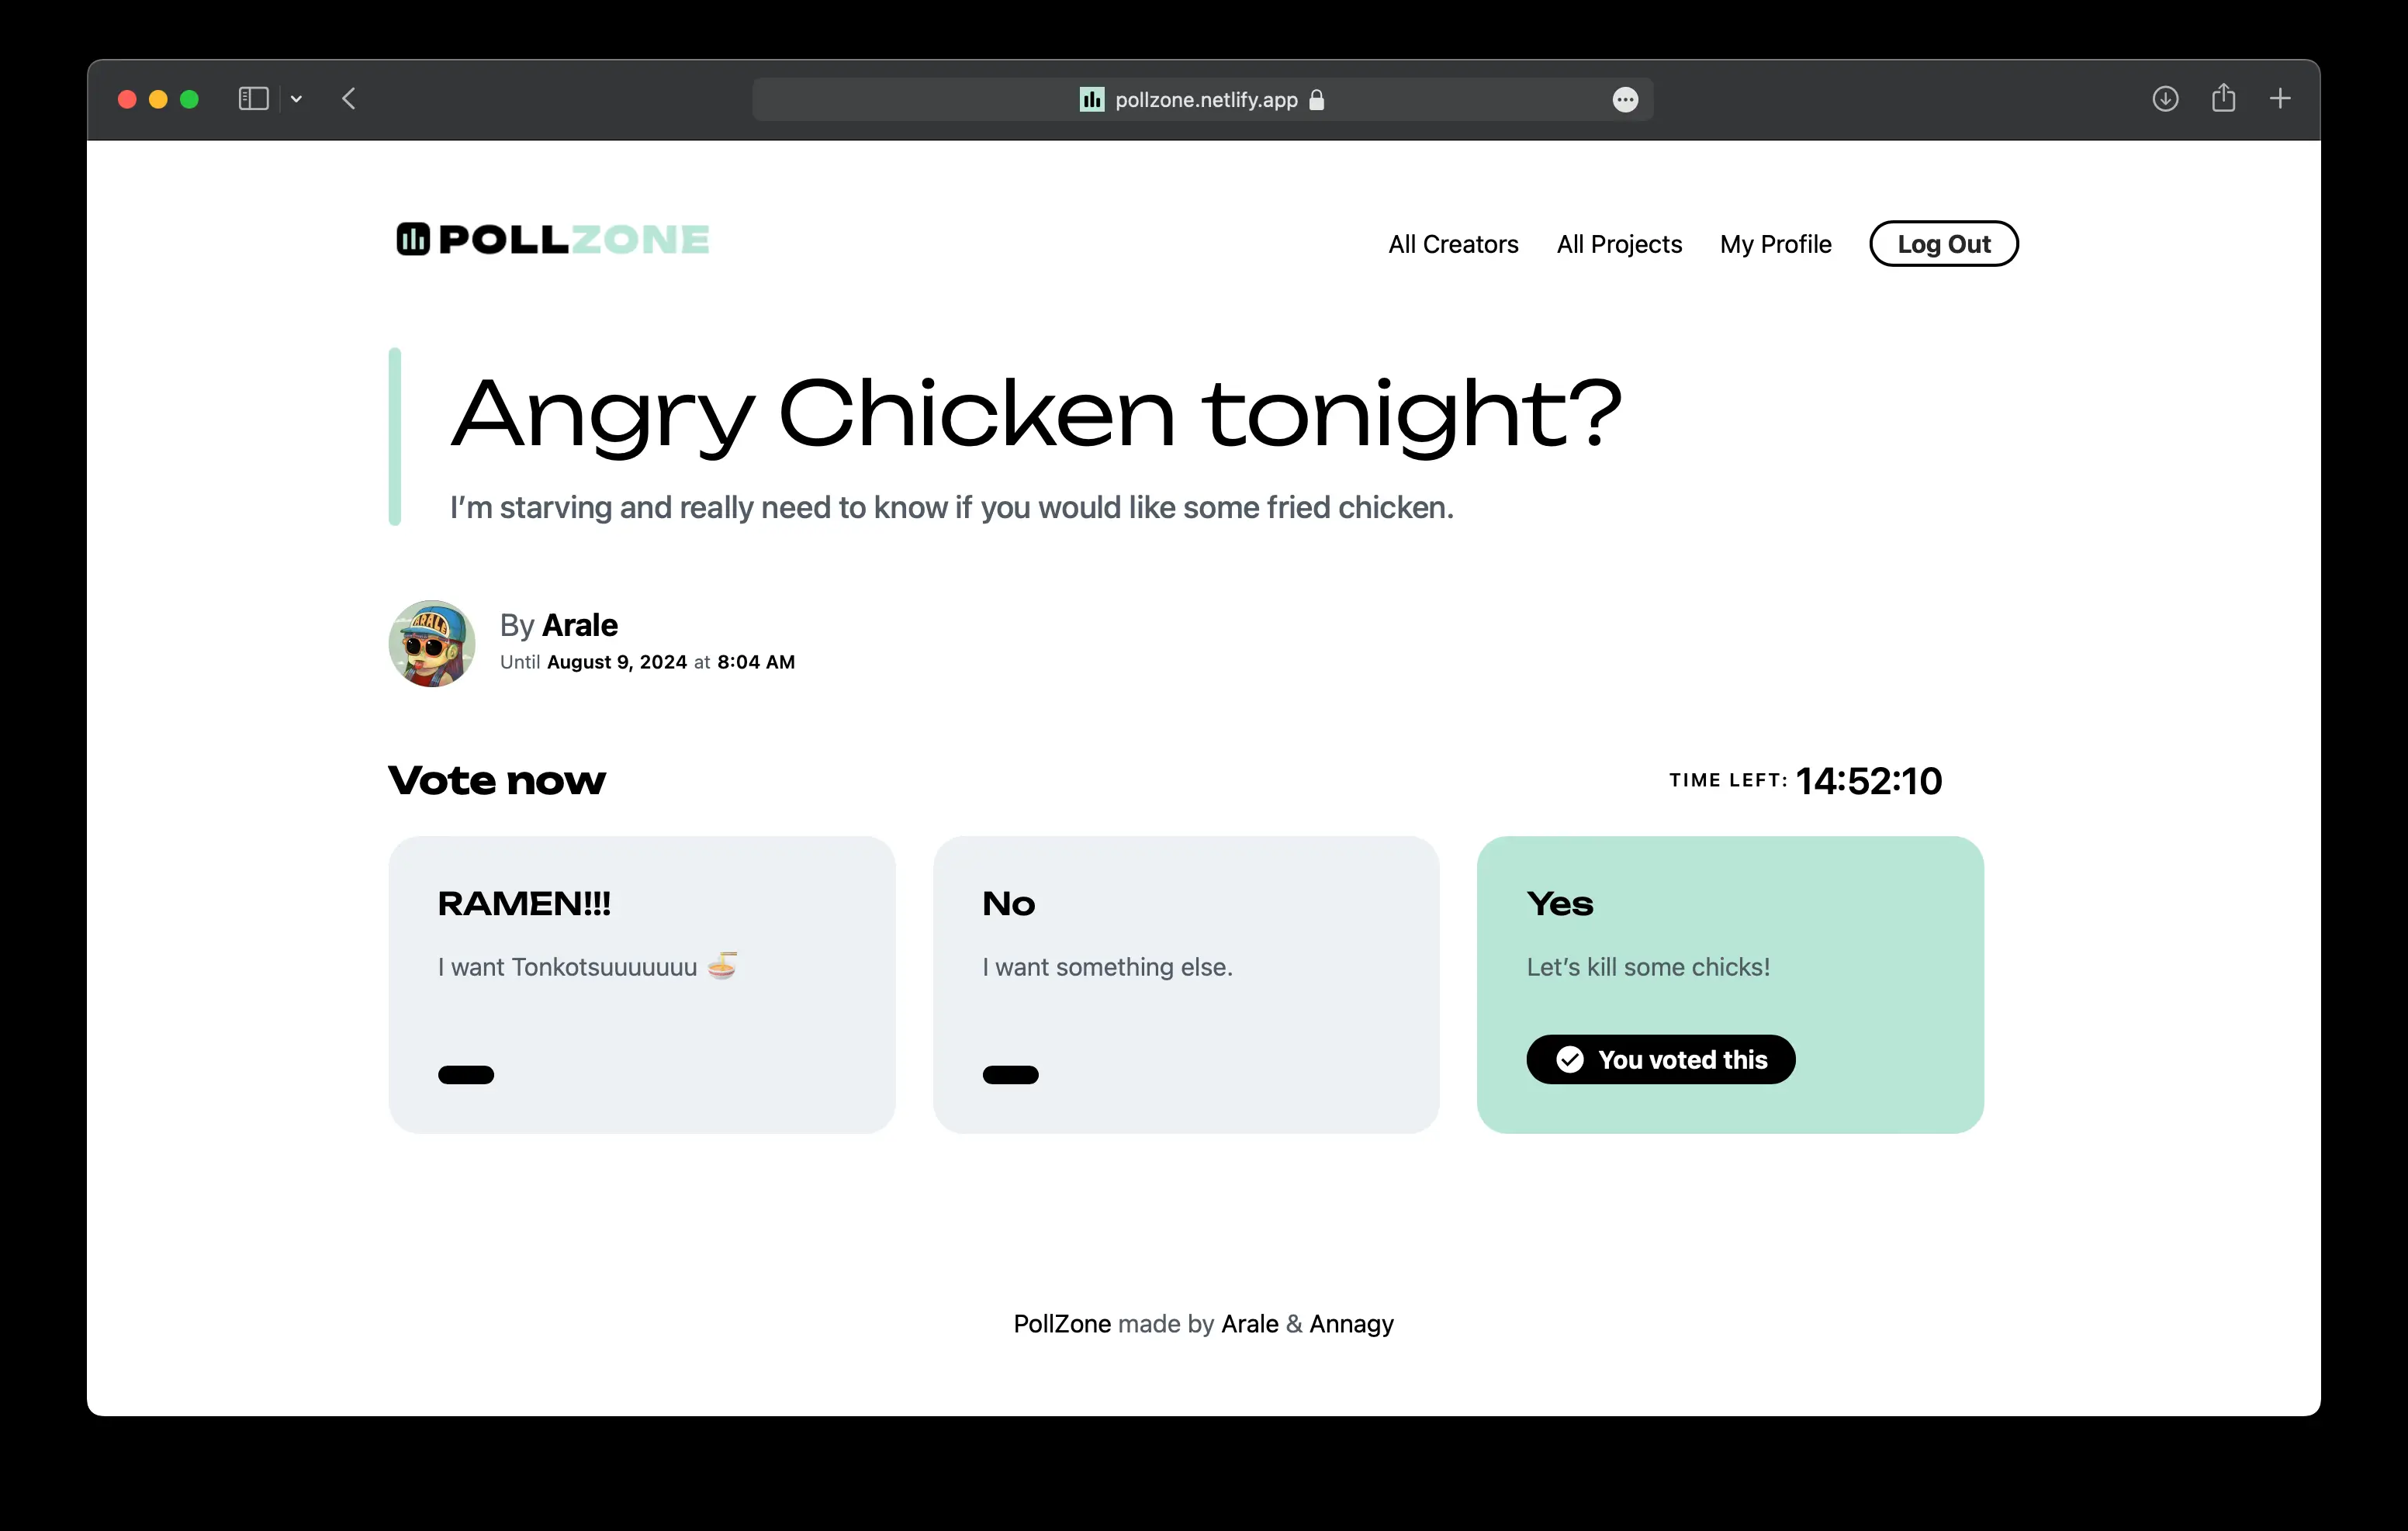 pollzone.netlify.app
POLLZONE
All Creators
All Projects
My Profile
Log Out
Angry Chicken tonight?
I’m starving and really need to know if you would like some fried chicken.
ARALE
By Arale
Until August 9, 2024 at 8:04 AM
Vote now
TIME LEFT: 14:52:10
RAMEN!!!
I want Tonkotsuuuuuuu 🍜
No
I want something else.
Yes
Let’s kill some chicks!
You voted this
PollZone made by Arale & Annagy